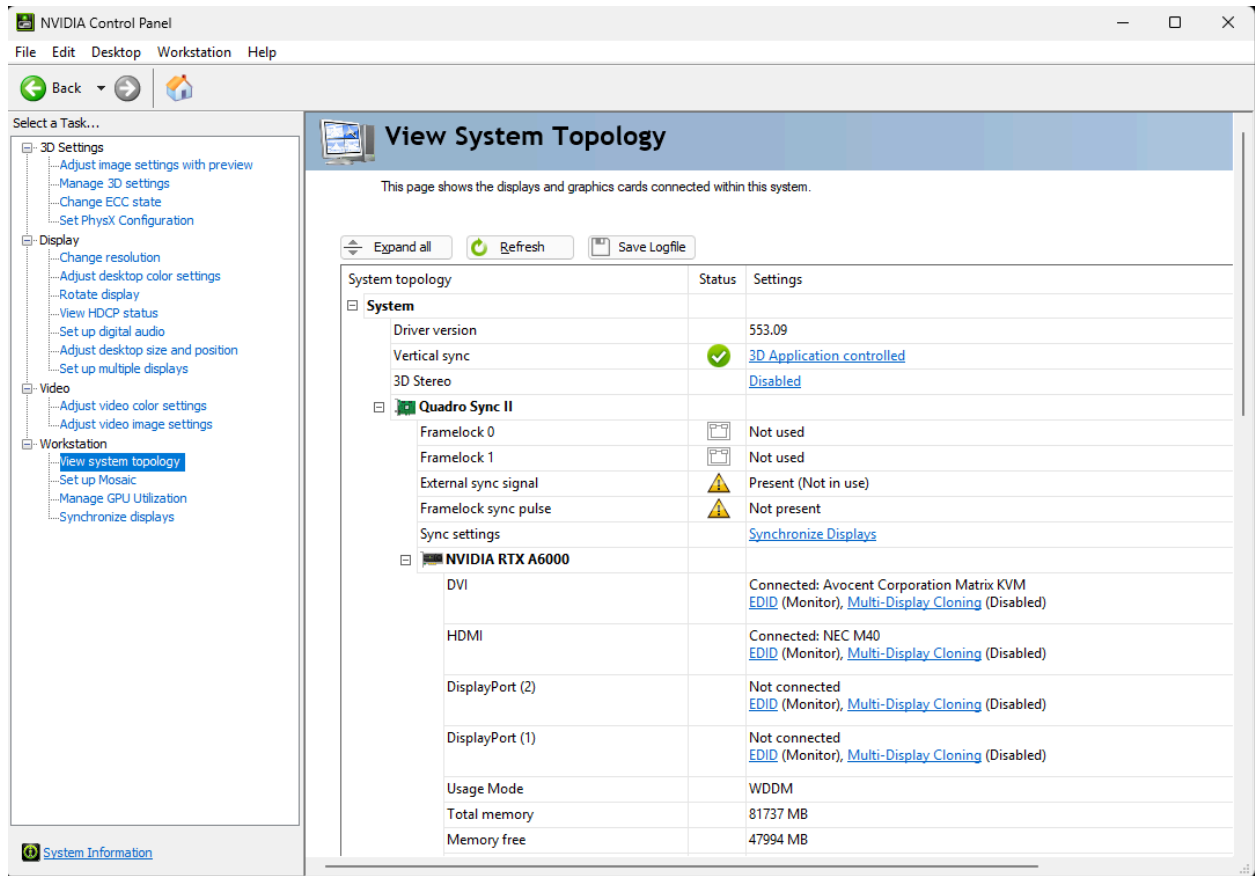 NVIDIA Control Panel
File Edit Desktop Workstation Help
Back
Select a Task...
3D Settings
Adjust image settings with preview
Manage 3D settings
Change ECC state
Set PhysX Configuration
Display
Change resolution
Adjust desktop color settings
Rotate display
View HDCP status
Set up digital audio
Adjust desktop size and position
Set up multiple displays
Video
Adjust video color settings
Adjust video image settings
Workstation
View system topology
Set up Mosaic
Manage GPU Utilization
Synchronize displays
System Information
View System Topology
This page shows the displays and graphics cards connected within this system.
Expand all Refresh Save Logfile
System topology Status Settings
System
Driver version 553.09
Vertical sync 3D Application controlled
3D Stereo Disabled
Quadro Sync II
Framelock 0 Not used
Framelock 1 Not used
External sync signal Present (Not in use)
Framelock sync pulse Not present
Sync settings Synchronize Displays
NVIDIA RTX A6000
DVI Connected: Avocent Corporation Matrix KVM
EDID (Monitor), Multi-Display Cloning (Disabled)
HDMI Connected: NEC M40
EDID (Monitor), Multi-Display Cloning (Disabled)
DisplayPort (2) Not connected
EDID (Monitor), Multi-Display Cloning (Disabled)
DisplayPort (1) Not connected
EDID (Monitor), Multi-Display Cloning (Disabled)
Usage Mode WDDM
Total memory 81737 MB
Memory free 47994 MB